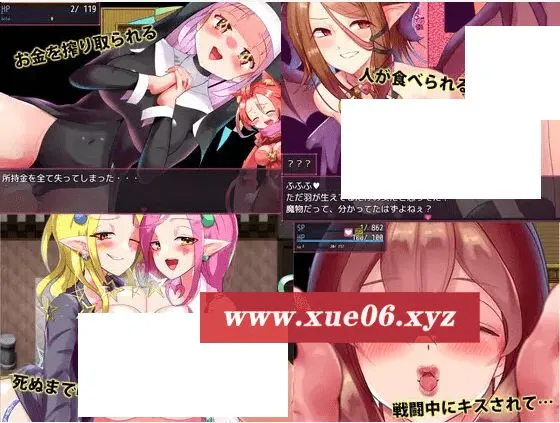 HP 2/ 119
お金を搾り取られる
所持金を全て失ってしまった・・・
人が食べられる
???
ふふふ♥
魔物だって、分かってたはずよねぇ？
死ぬまで
SP 862
HP 100
www.xue06.xyz
戦闘中にキスされて…